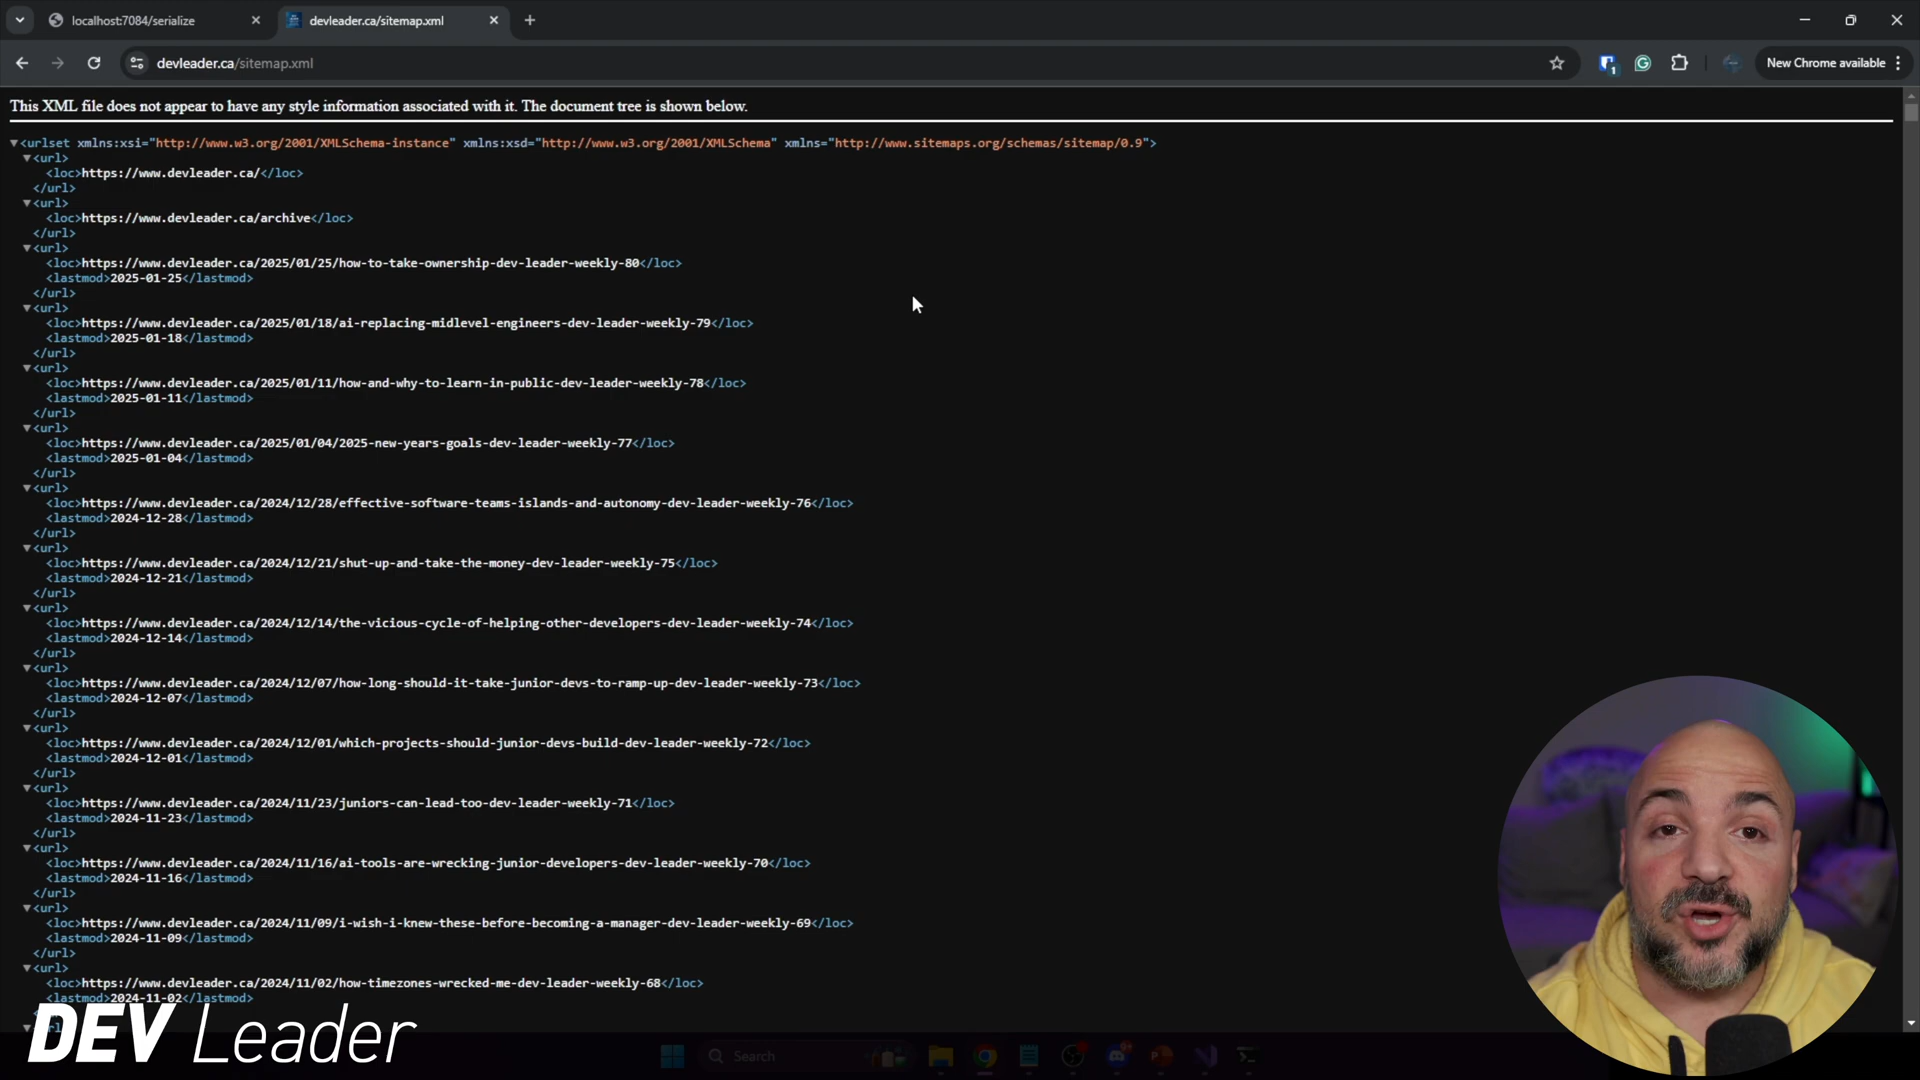 localhost:7084/serialize
devleader.ca/sitemap.xml
devleader.ca/sitemap.xml
New Chrome available
This XML file does not appear to have any style information associated with it. The document tree is shown below.
<urlset xmlns:xsi="http://www.w3.org/2001/XMLSchema-instance" xmlns:xsd="http://www.w3.org/2001/XMLSchema" xmlns="http://www.sitemaps.org/schemas/sitemap/0.9">
<url>
<loc>https://www.devleader.ca/</loc>
</url>
<url>
<loc>https://www.devleader.ca/archive</loc>
</url>
<url>
<loc>https://www.devleader.ca/2025/01/25/how-to-take-ownership-dev-leader-weekly-80</loc>
<lastmod>2025-01-25</lastmod>
</url>
<url>
<loc>https://www.devleader.ca/2025/01/18/ai-replacing-midlevel-engineers-dev-leader-weekly-79</loc>
<lastmod>2025-01-18</lastmod>
</url>
<url>
<loc>https://www.devleader.ca/2025/01/11/how-and-why-to-learn-in-public-dev-leader-weekly-78</loc>
<lastmod>2025-01-11</lastmod>
</url>
<url>
<loc>https://www.devleader.ca/2025/01/04/2025-new-years-goals-dev-leader-weekly-77</loc>
<lastmod>2025-01-04</lastmod>
</url>
<url>
<loc>https://www.devleader.ca/2024/12/28/effective-software-teams-islands-and-autonomy-dev-leader-weekly-76</loc>
<lastmod>2024-12-28</lastmod>
</url>
<url>
<loc>https://www.devleader.ca/2024/12/21/shut-up-and-take-the-money-dev-leader-weekly-75</loc>
<lastmod>2024-12-21</lastmod>
</url>
<url>
<loc>https://www.devleader.ca/2024/12/14/the-vicious-cycle-of-helping-other-developers-dev-leader-weekly-74</loc>
<lastmod>2024-12-14</lastmod>
</url>
<url>
<loc>https://www.devleader.ca/2024/12/07/how-long-should-it-take-junior-devs-to-ramp-up-dev-leader-weekly-73</loc>
<lastmod>2024-12-07</lastmod>
</url>
<url>
<loc>https://www.devleader.ca/2024/12/01/which-projects-should-junior-devs-build-dev-leader-weekly-72</loc>
<lastmod>2024-12-01</lastmod>
</url>
<url>
<loc>https://www.devleader.ca/2024/11/23/juniors-can-lead-too-dev-leader-weekly-71</loc>
<lastmod>2024-11-23</lastmod>
</url>
<url>
<loc>https://www.devleader.ca/2024/11/16/ai-tools-are-wrecking-junior-developers-dev-leader-weekly-70</loc>
<lastmod>2024-11-16</lastmod>
</url>
<url>
<loc>https://www.devleader.ca/2024/11/09/i-wish-i-knew-these-before-becoming-a-manager-dev-leader-weekly-69</loc>
<lastmod>2024-11-09</lastmod>
</url>
<url>
<loc>https://www.devleader.ca/2024/11/02/how-timezones-wrecked-me-dev-leader-weekly-68</loc>
<lastmod>2024-11-02</lastmod>
DEV Leader
Search